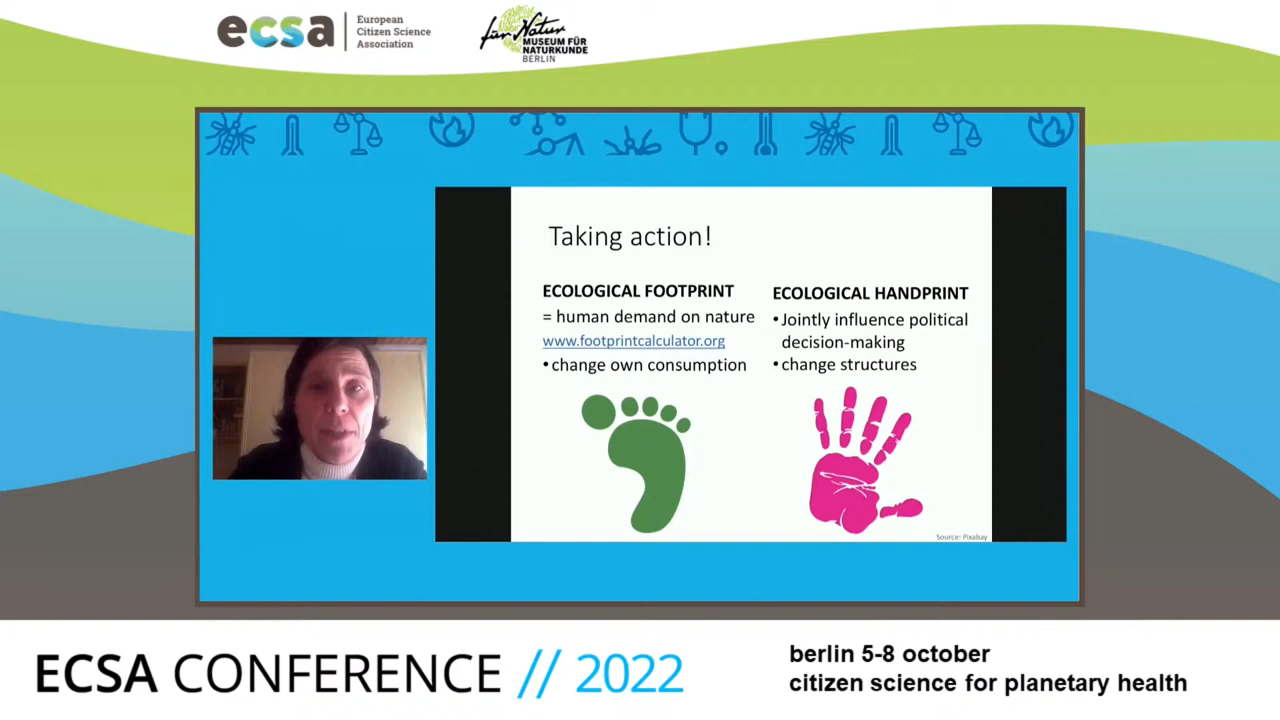 ecsa
European
Citizen Science
Association
für Natur
MUSEUM FÜR
NATURKUNDE
BERLIN
Taking action!
ECOLOGICAL FOOTPRINT
= human demand on nature
www.footprintcalculator.org
• change own consumption
ECOLOGICAL HANDPRINT
• Jointly influence political
decision-making
• change structures
Source: Pixabay
ECSA CONFERENCE // 2022
berlin 5-8 october
citizen science for planetary health